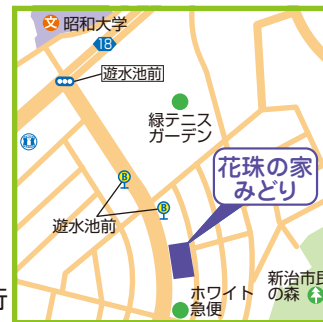 文 昭和大学
18
遊水池前
緑テニス
ガーデン
花珠の家
みどり
B
B
遊水池前
ホワイト
急便
新治市民
の森
行